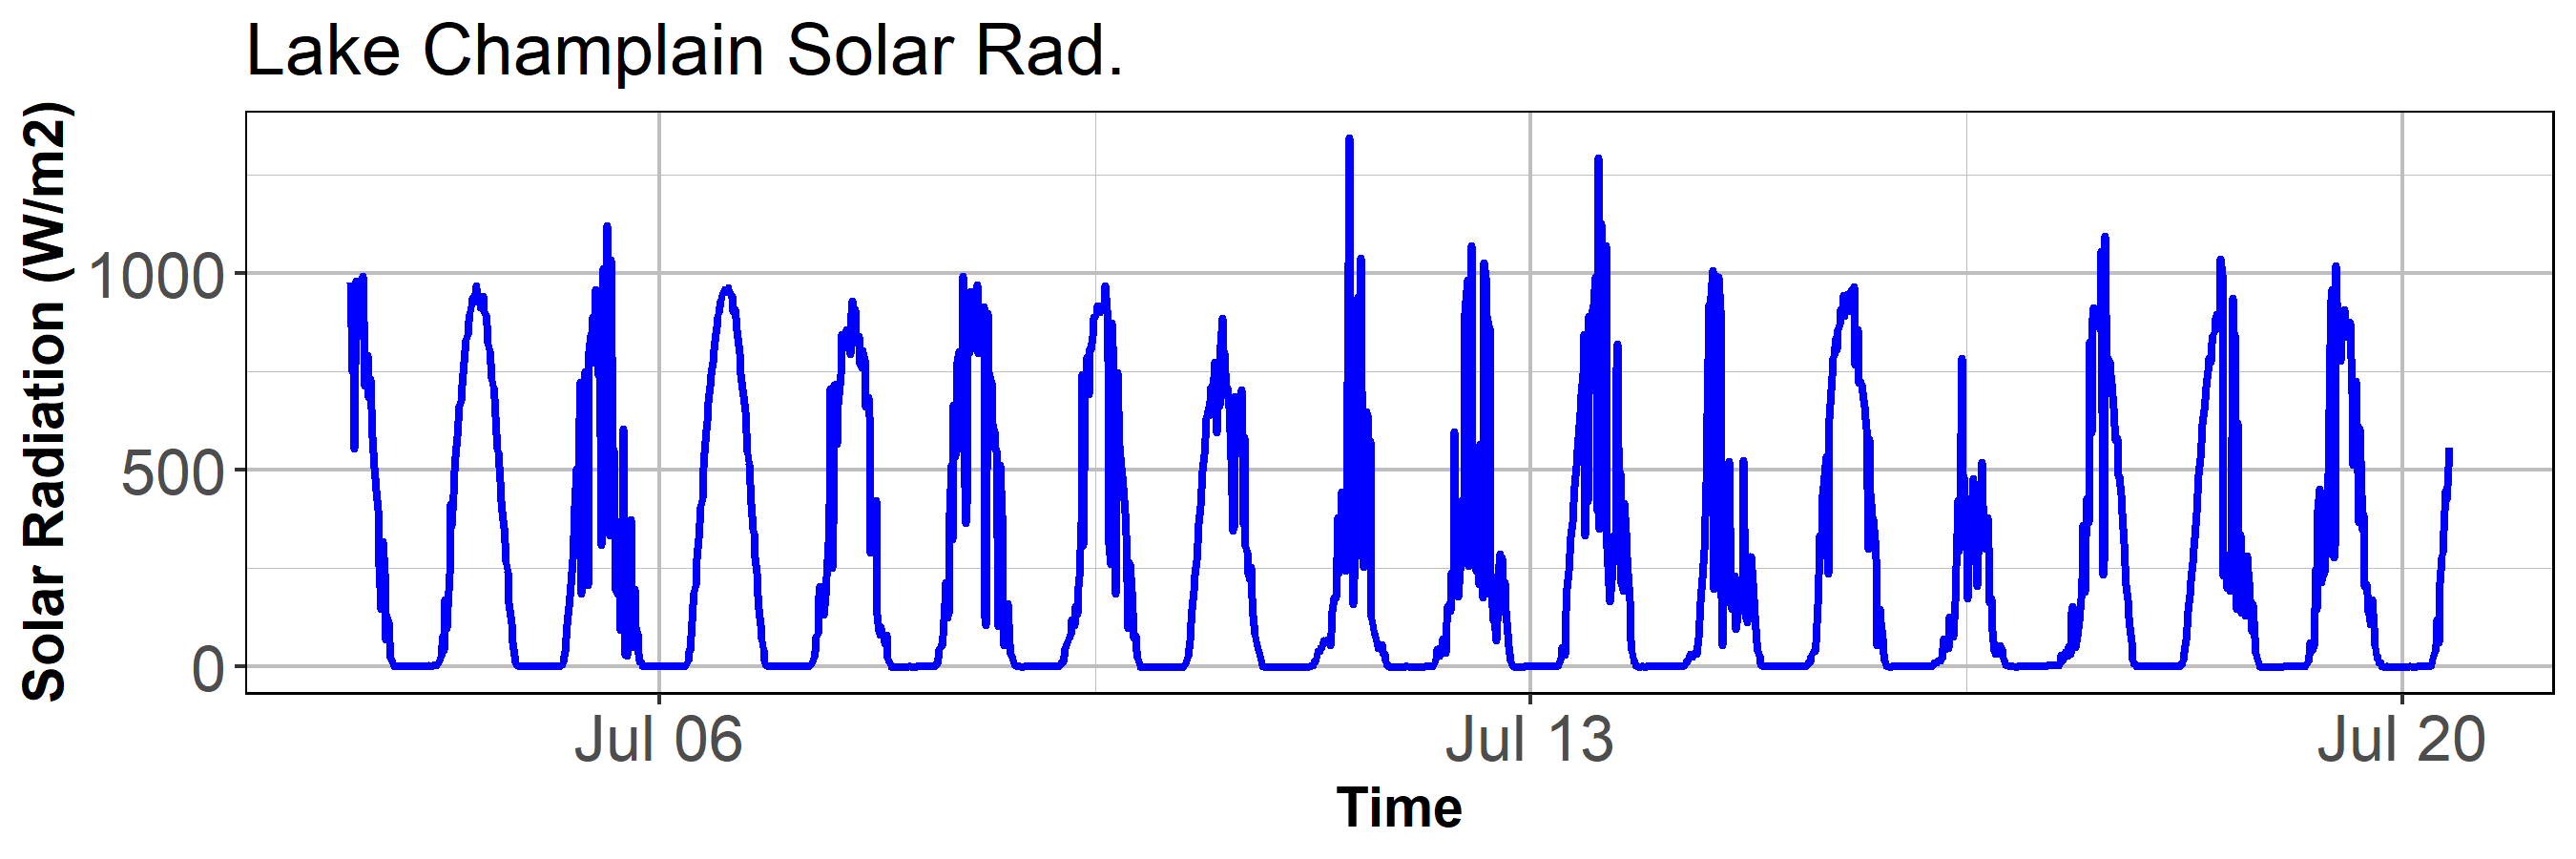 Lake Champlain Solar Rad.
Solar Radiation (W/m2)
1000
500
0
Jul 06
Jul 13
Jul 20
Time